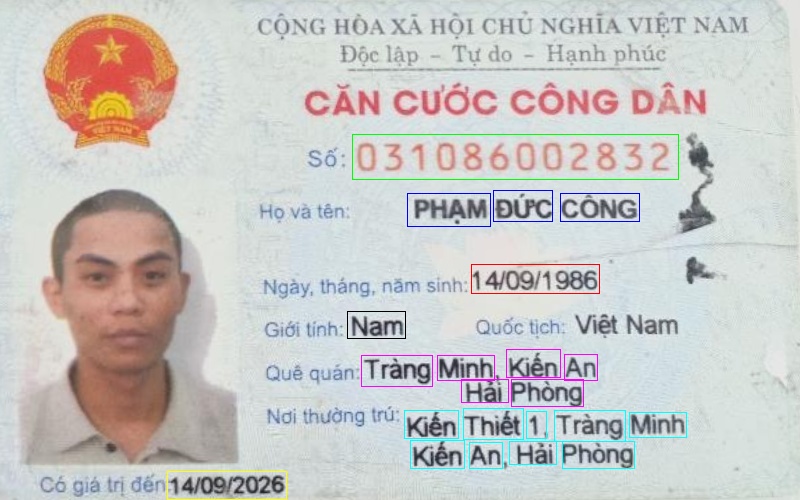 CỘNG HÒA XÃ HỘI CHỦ NGHĨA VIỆT NAM
Độc lập - Tự do - Hạnh phúc
CĂN CƯỚC CÔNG DÂN
Số: 031086002832
Họ và tên: PHẠM ĐỨC CÔNG
Ngày, tháng, năm sinh: 14/09/1986
Giới tính: Nam Quốc tịch: Việt Nam
Quê quán: Tràng Minh, Kiến An
Hải Phòng
Nơi thường trú: Kiến Thiết 1, Tràng Minh
Kiến An, Hải Phòng
Có giá trị đến: 14/09/2026
VIỆT NAM